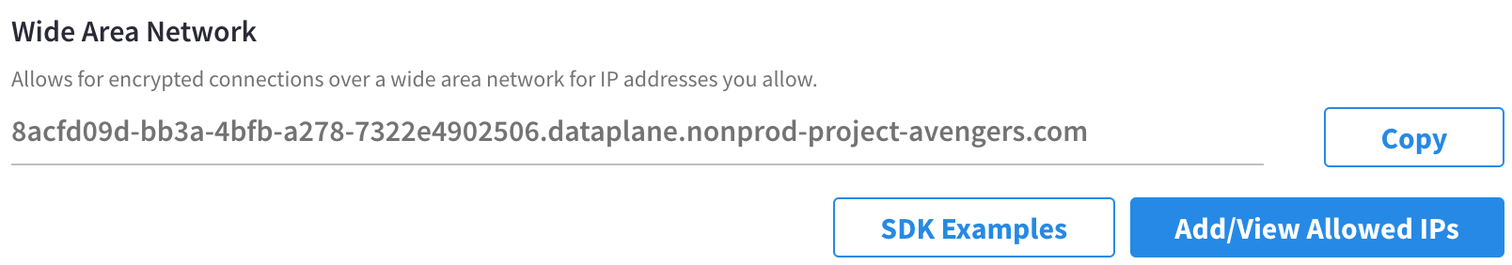 Wide Area Network
Allows for encrypted connections over a wide area network for IP addresses you allow.
8acfd09d-bb3a-4bfb-a278-7322e4902506.dataplane.nonprod-project-avengers.com
Copy
SDK Examples
Add/View Allowed IPs